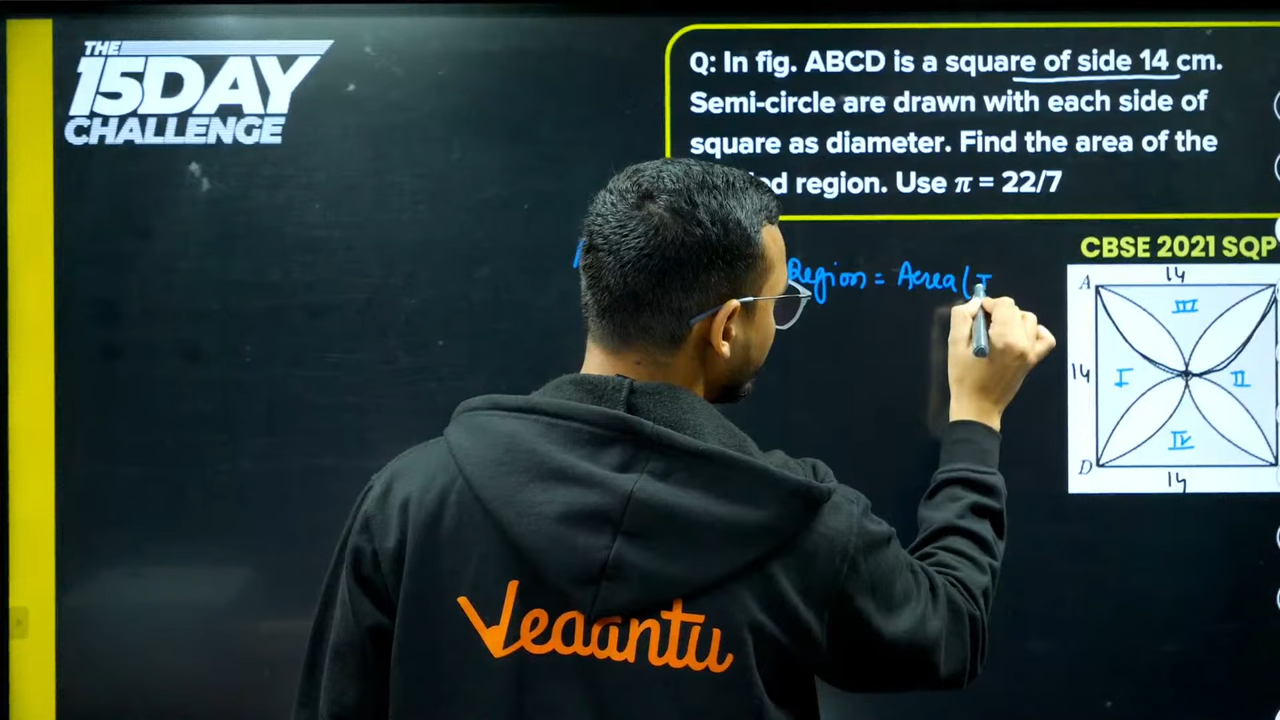 THE
15DAY
CHALLENGE
Q: In fig. ABCD is a square of side 14 cm.
Semi-circle are drawn with each side of
square as diameter. Find the area of the
region. Use π = 22/7
CBSE 2021 SQP
Region = Area (I
14
A
III
14
I
II
IV
D
14
Vedantu